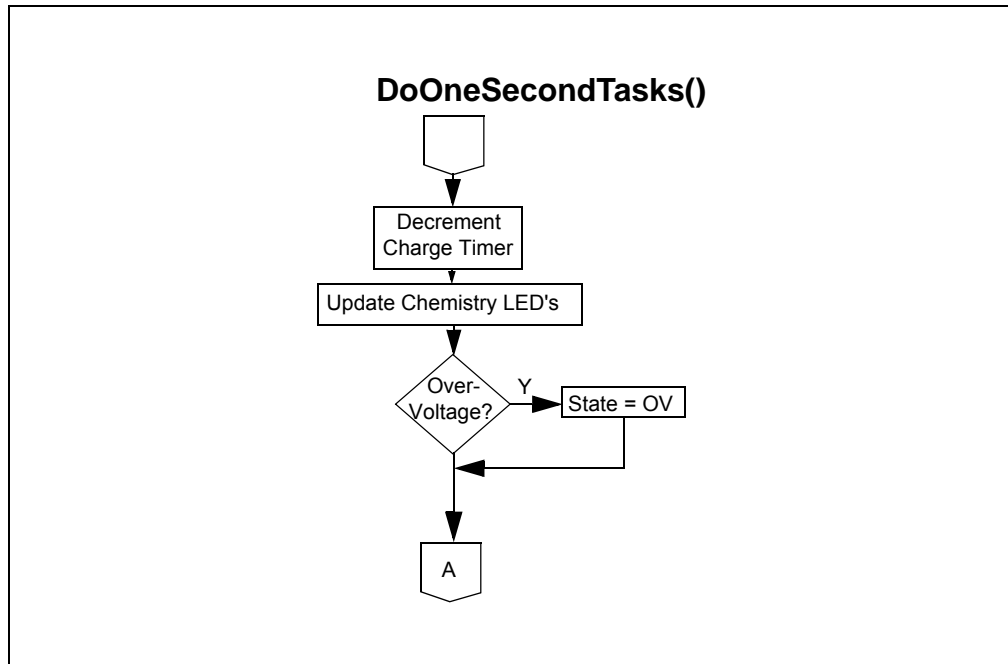 DoOneSecondTasks()
Decrement
Charge Timer
Update Chemistry LED's
Over-
Voltage?
Y
State = OV
A